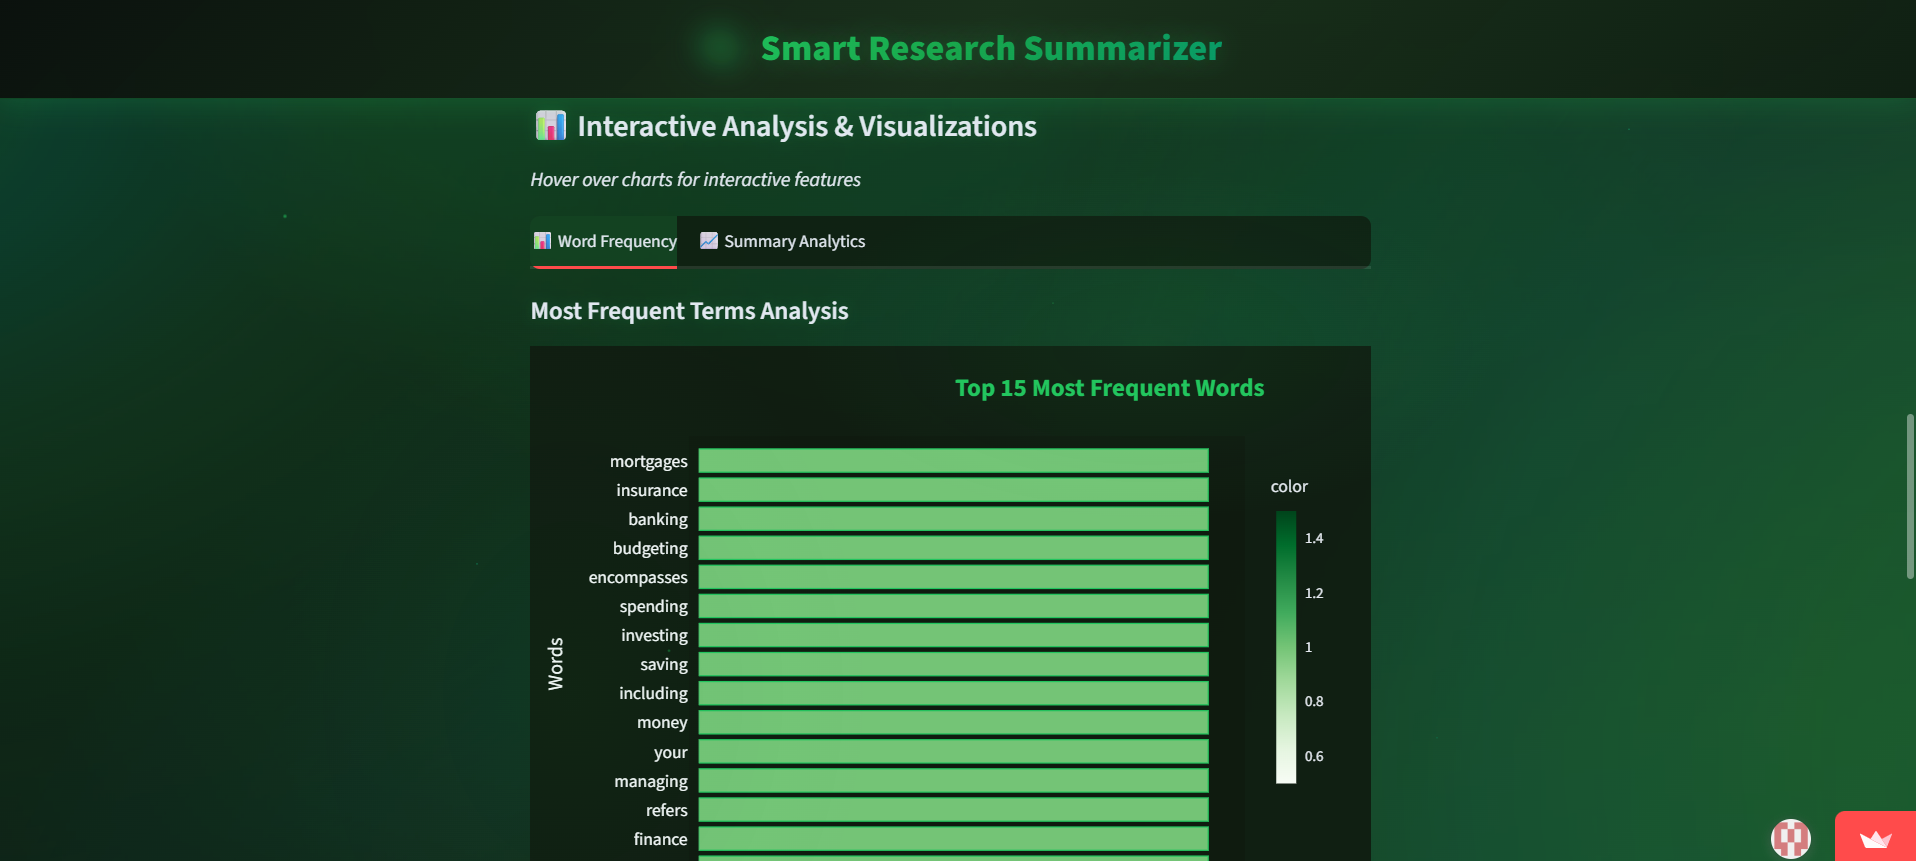 Smart Research Summarizer
Interactive Analysis & Visualizations
Hover over charts for interactive features
Word Frequency
Summary Analytics
Most Frequent Terms Analysis
Top 15 Most Frequent Words
mortgages
insurance
banking
budgeting
encompasses
spending
investing
saving
including
money
your
managing
refers
finance
Words
color
1.4
1.2
1
0.8
0.6